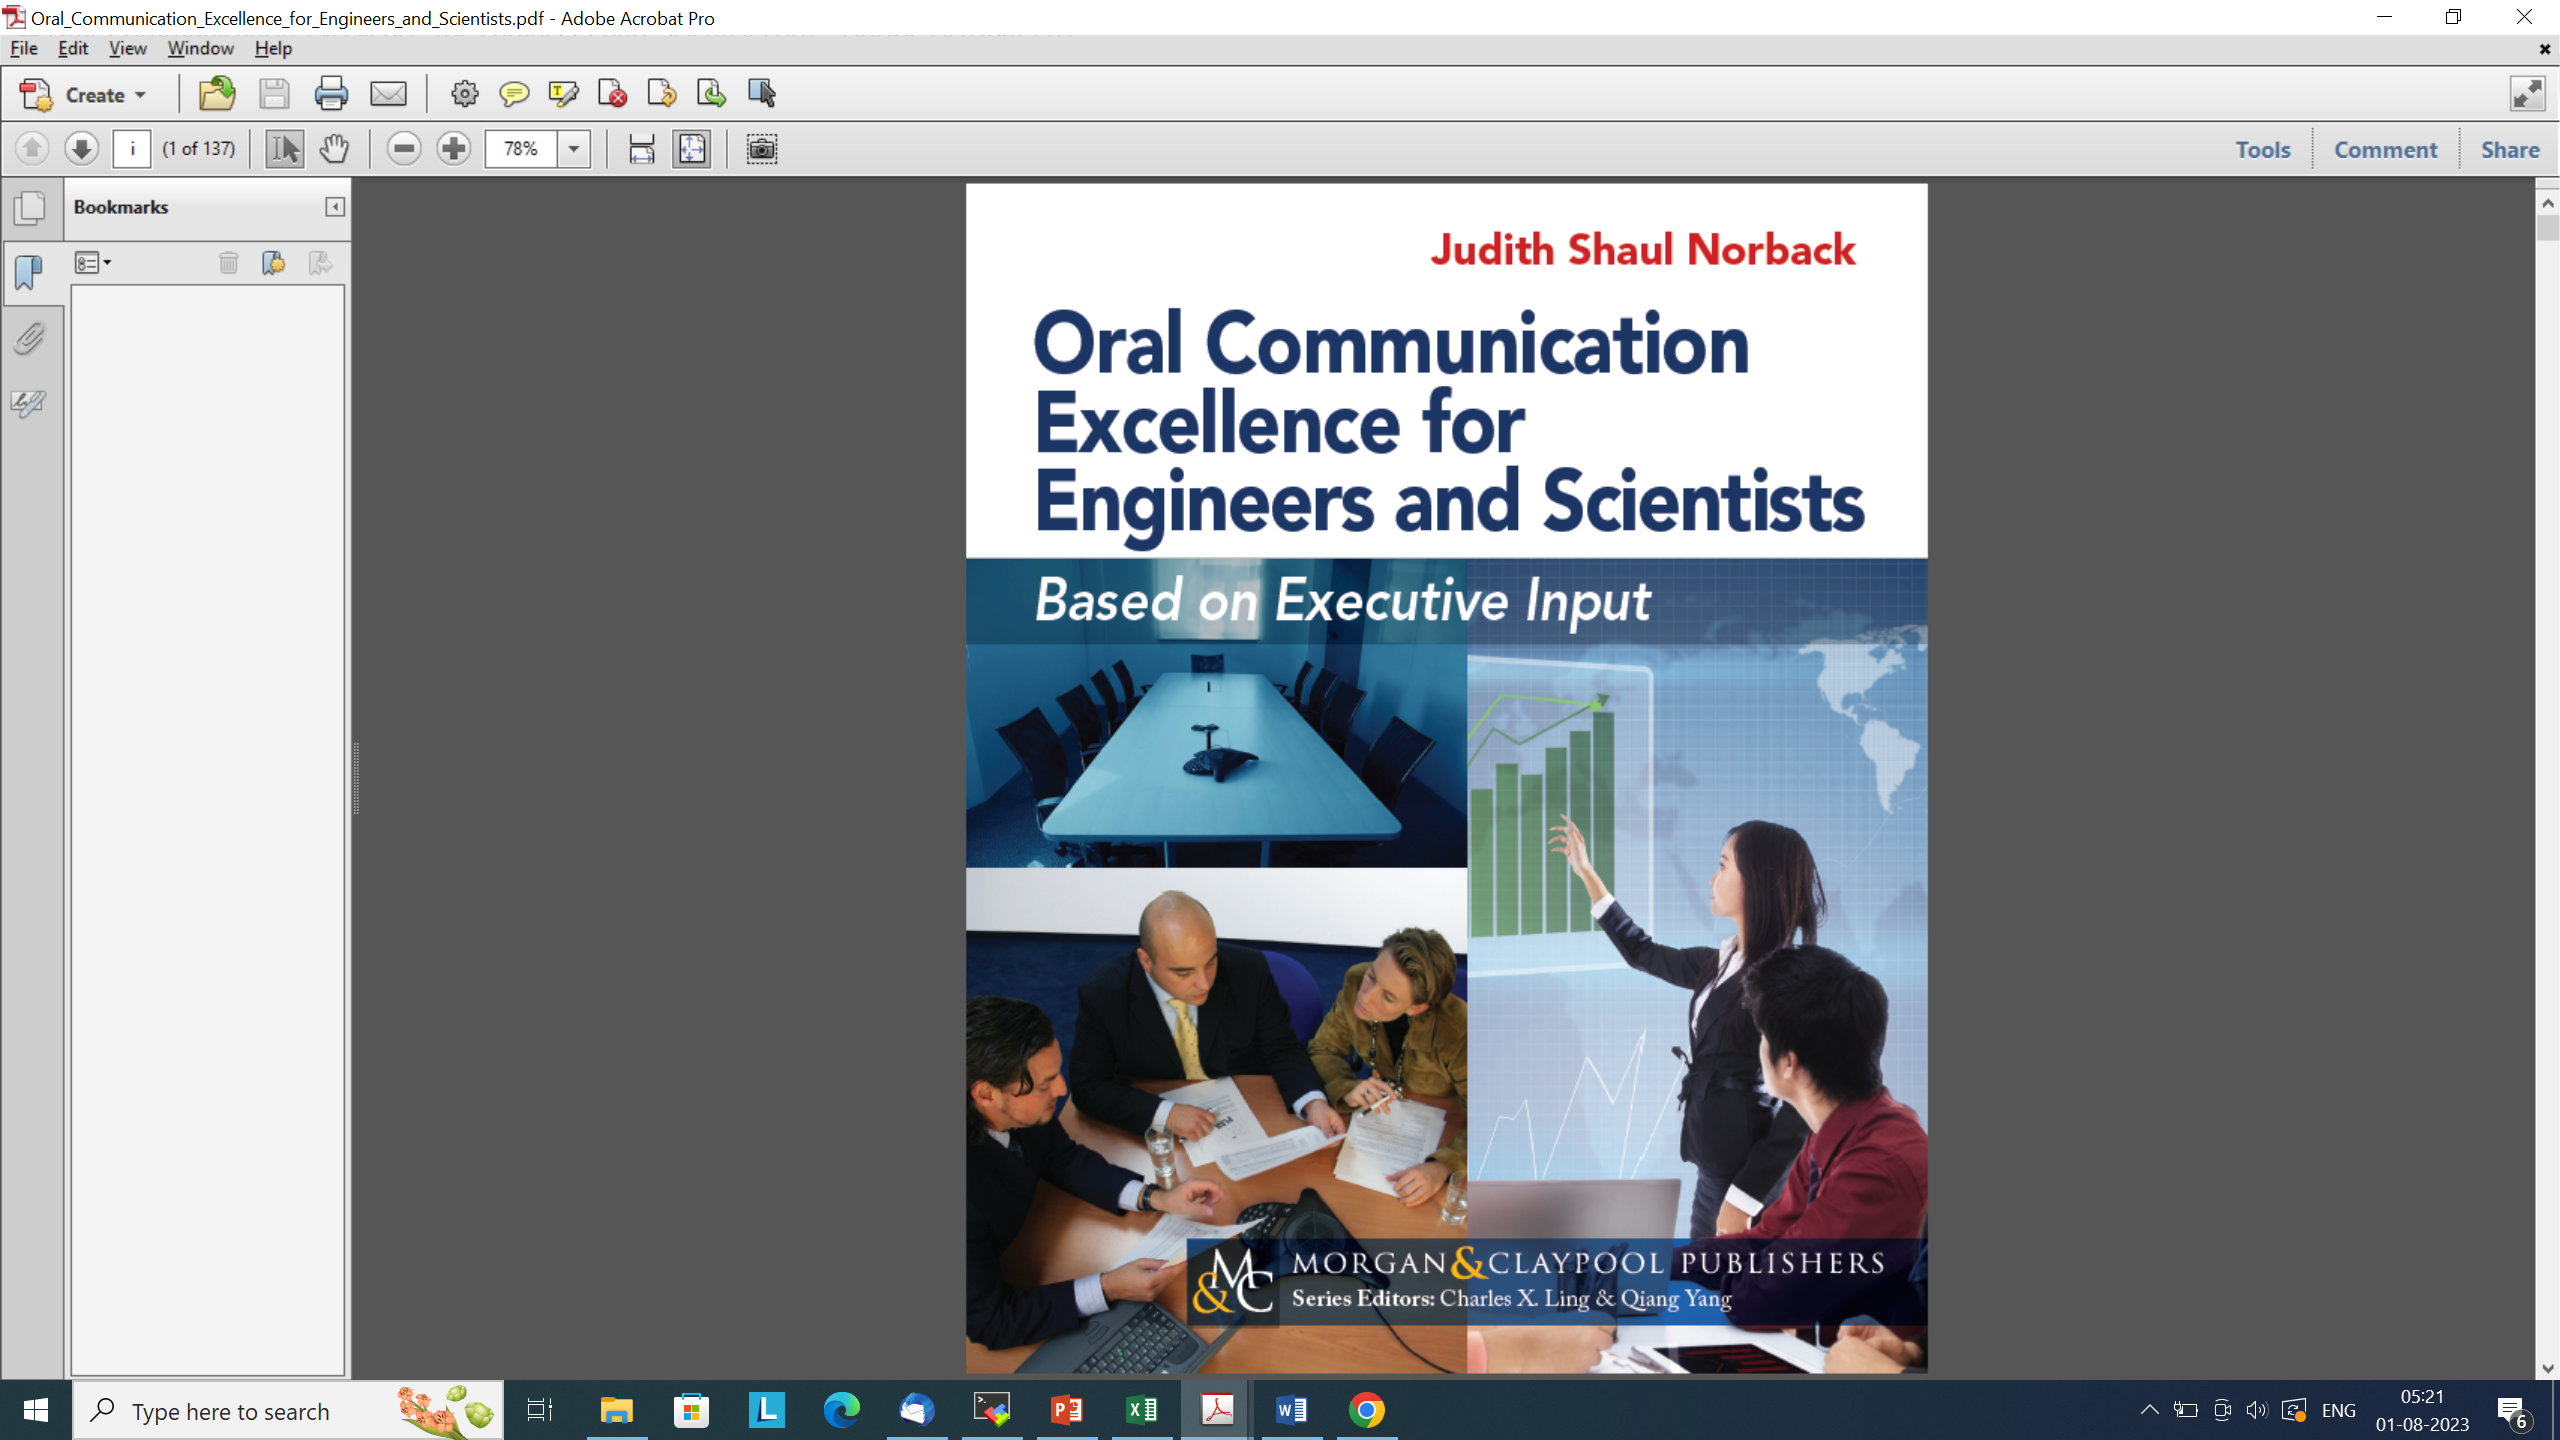 Oral_Communication_Excellence_for_Engineers_and_Scientists.pdf - Adobe Acrobat Pro
File Edit View Window Help
Create
i (1 of 137) 78% Tools Comment Share
Bookmarks
Judith Shaul Norback
Oral Communication
Excellence for
Engineers and Scientists
Based on Executive Input
MORGAN&CLAYPOOL PUBLISHERS
Series Editors: Charles X. Ling & Qiang Yang
Type here to search
ENG
05:21
01-08-2023
6